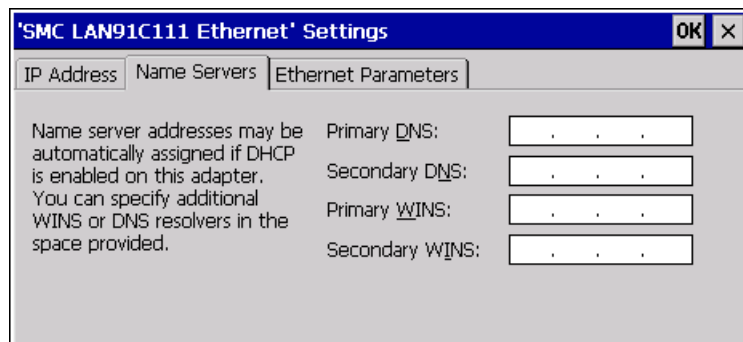 'SMC LAN91C111 Ethernet' Settings OK ×
IP Address Name Servers Ethernet Parameters
Name server addresses may be
automatically assigned if DHCP
is enabled on this adapter.
You can specify additional
WINS or DNS resolvers in the
space provided.
Primary DNS: . . .
Secondary DNS: . . .
Primary WINS: . . .
Secondary WINS: . . .